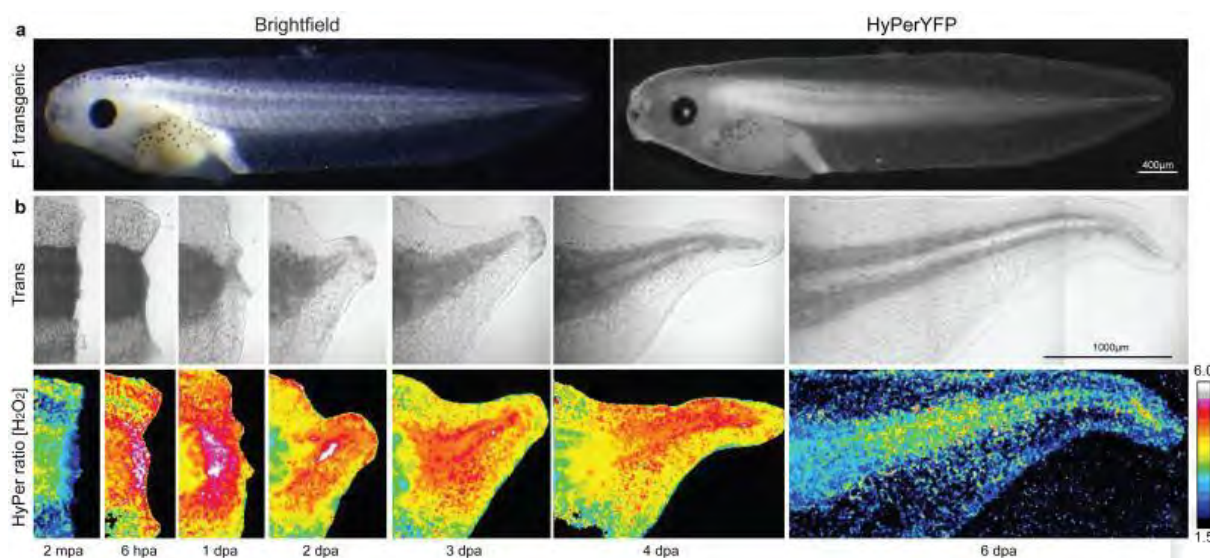 Brightfield
HyPerYFP
a
F1 transgenic
400µm
b
Trans
1000µm
HyPer ratio [H₂O₂]
6.0
1.5
2 mpa
6 hpa
1 dpa
2 dpa
3 dpa
4 dpa
6 dpa